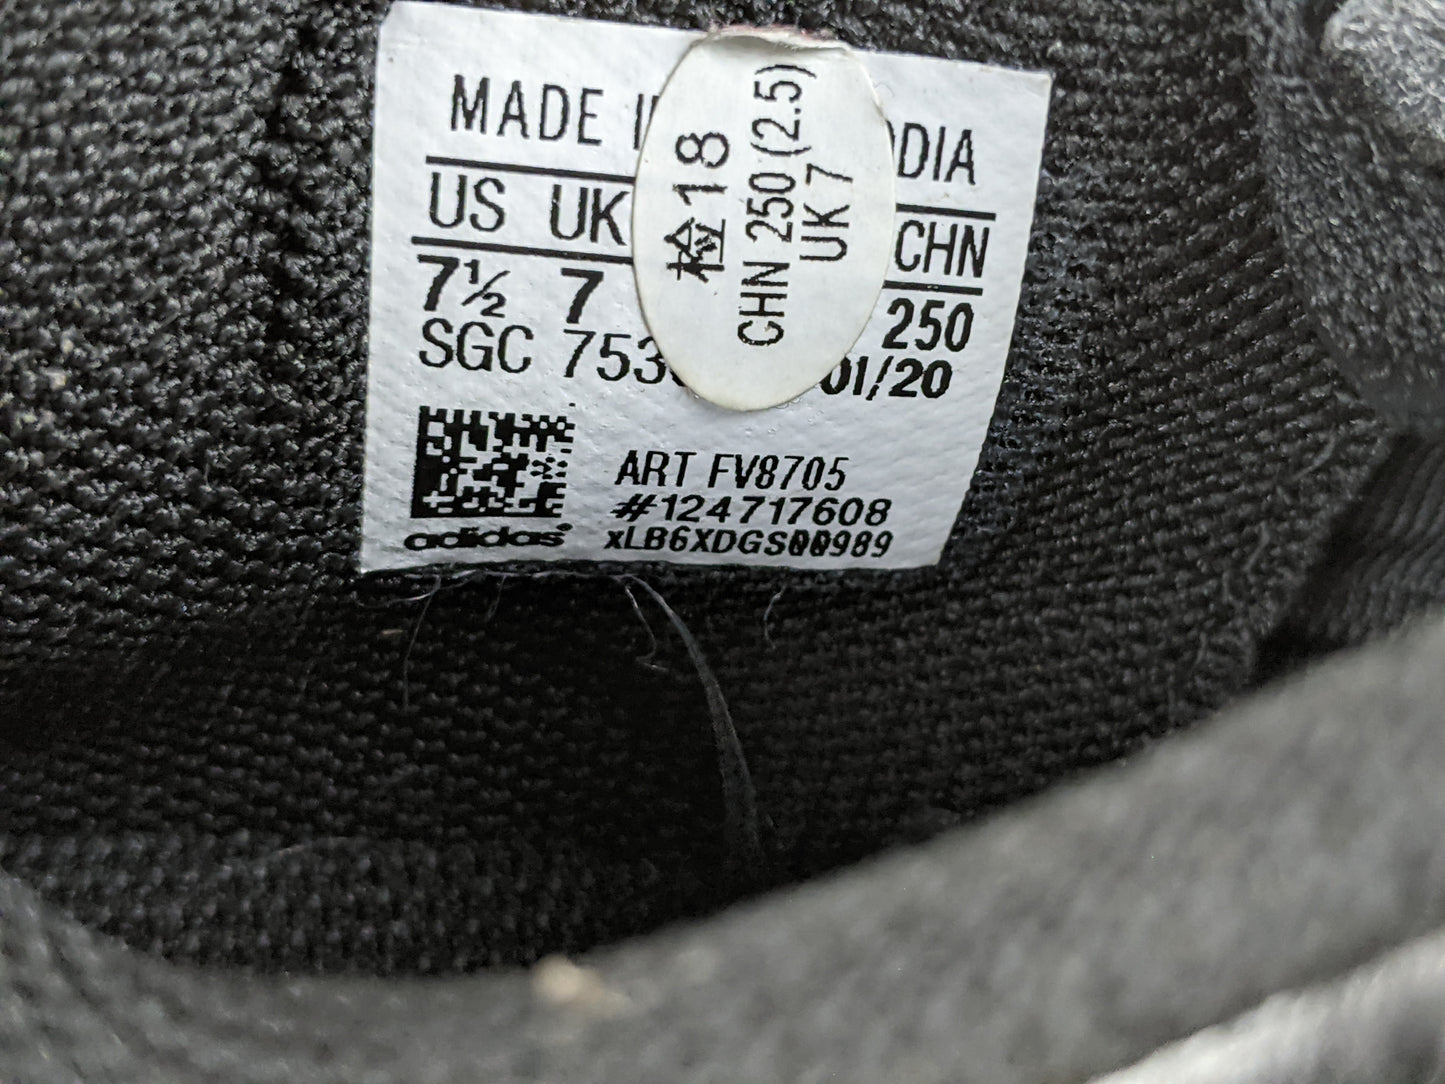 MADE I DIA
US UK CHN
7½ 7 250
SGC 753 01/20
ART FV8705
#124717608
adidas xLB6XDGS00989
检18
CHN 250 (2.5)
UK 7